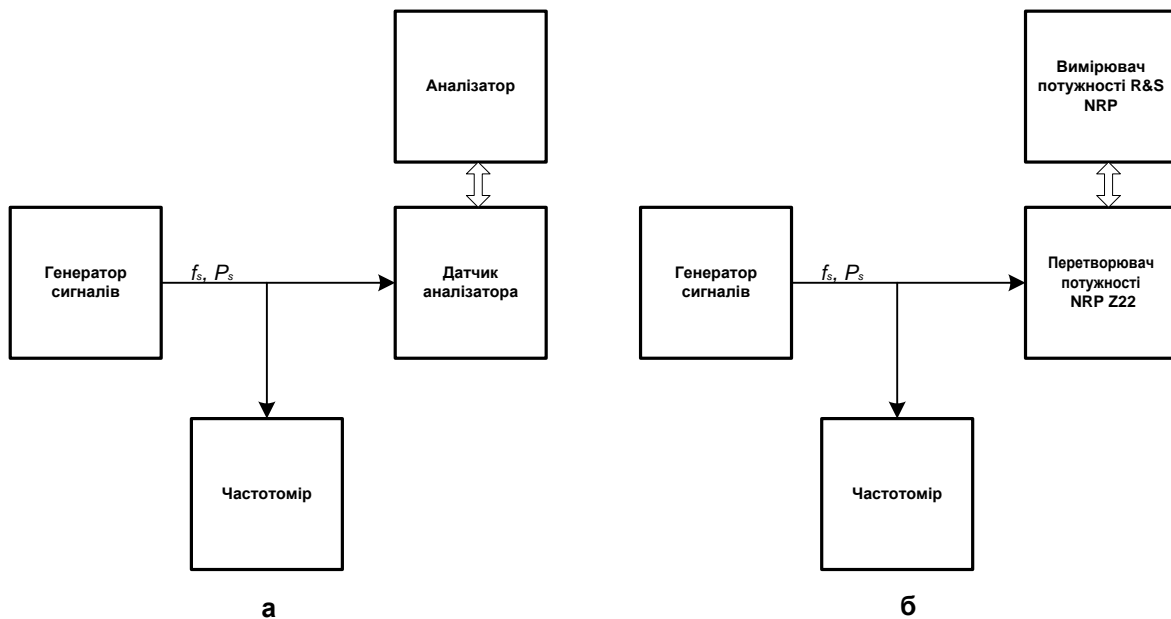 Аналізатор
Генератор
сигналів
fs, Ps
Датчик
аналізатора
Частотомір
а
Вимірювач
потужності R&S
NRP
Генератор
сигналів
fs, Ps
Перетворювач
потужності
NRP Z22
Частотомір
б